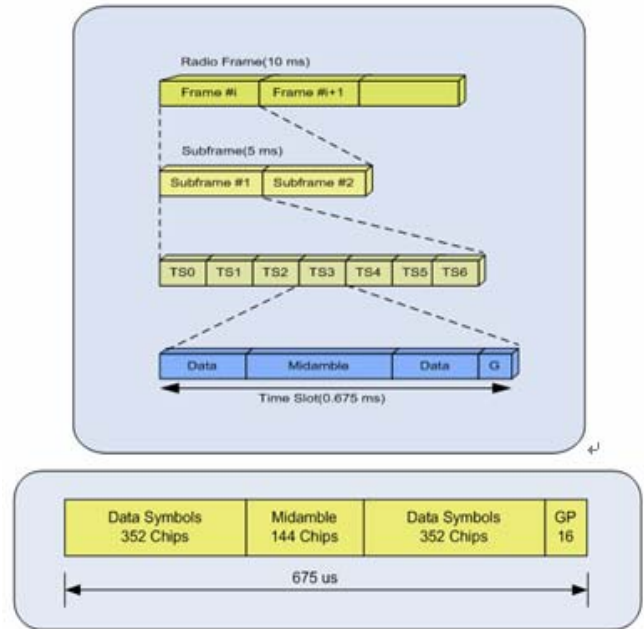 Radio Frame(10 ms)
Frame #i Frame #i+1
Subframe(5 ms)
Subframe #1 Subframe #2
TS0 TS1 TS2 TS3 TS4 TS5 TS6
Data Midamble Data G
Time Slot(0.675 ms)
Data Symbols Midamble Data Symbols GP
352 Chips 144 Chips 352 Chips 16
675 us